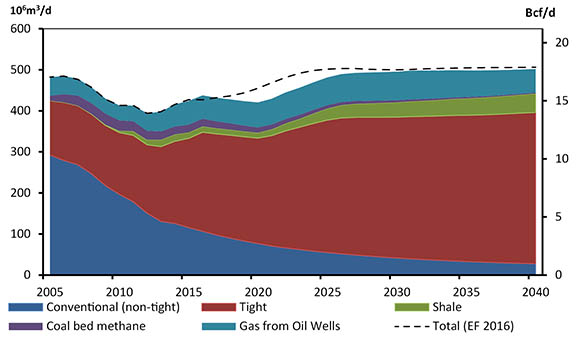 10⁶m³/d Bcf/d
600
500 20
400 15
300
200 10
100 5
0 0
2005 2010 2015 2020 2025 2030 2035 2040
Conventional (non-tight) Tight Shale
Coal bed methane Gas from Oil Wells Total (EF 2016)